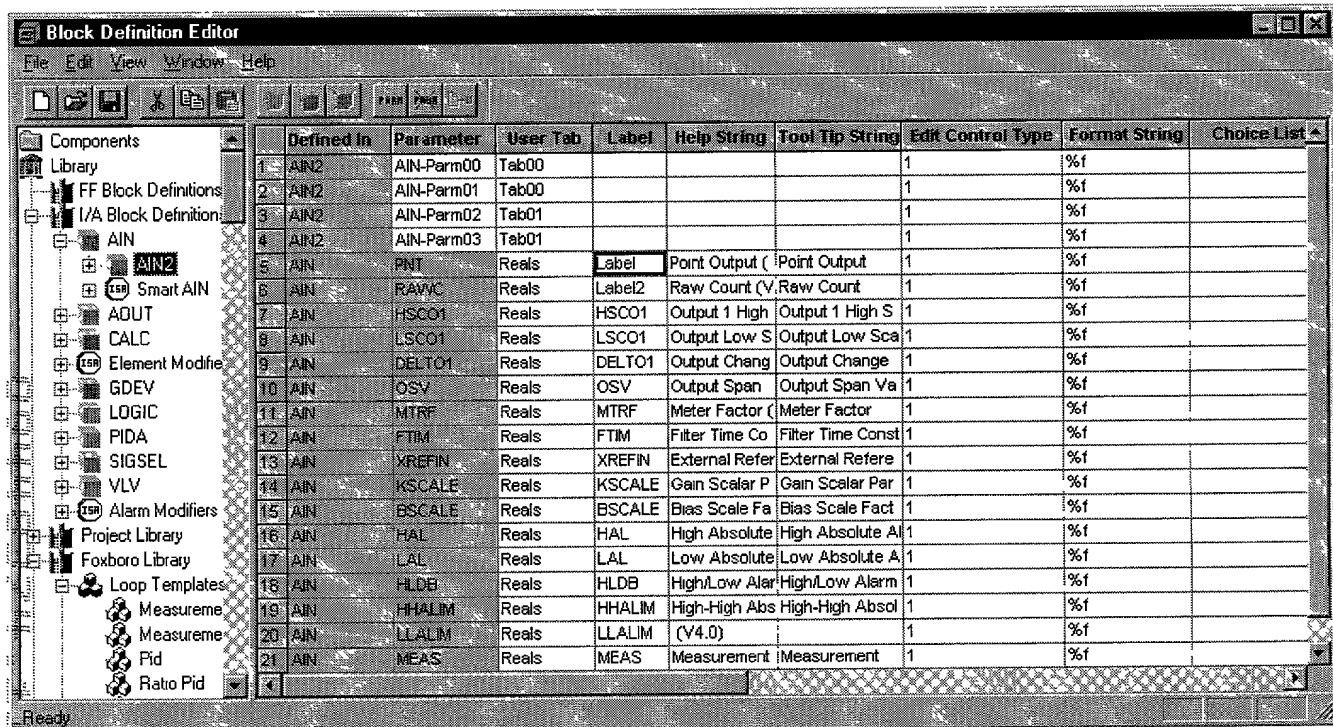 Block Definition Editor
File Edit View Window Help
Components
Library
FF Block Definitions
I/A Block Definition
AIN
AIN2
Smart AIN
AOUT
CALC
Element Modifie
GDEV
LOGIC
PIDA
SIGSEL
VLV
Alarm Modifiers
Project Library
Foxboro Library
Loop Templates
Measureme
Measureme
Pid
Ratio Pid
Defined In Parameter User Tab Label Help String Tool Tip String Edit Control Type Format String Choice List
1 AIN2 AIN-Parm00 Tab00 1 %f
2 AIN2 AIN-Parm01 Tab00 1 %f
3 AIN2 AIN-Parm02 Tab01 1 %f
4 AIN2 AIN-Parm03 Tab01 1 %f
5 AIN PNT Reals Label Point Output ( Point Output 1 %f
6 AIN RAWC Reals Label2 Raw Count (V. Raw Count 1 %f
7 AIN HSCO1 Reals HSCO1 Output 1 High Output 1 High S 1 %f
8 AIN LSCO1 Reals LSCO1 Output Low S Output Low Sca 1 %f
9 AIN DELTO1 Reals DELTO1 Output Chang Output Change 1 %f
10 AIN OSV Reals OSV Output Span Output Span Va 1 %f
11 AIN MTRF Reals MTRF Meter Factor ( Meter Factor 1 %f
12 AIN FTIM Reals FTIM Filter Time Co Filter Time Const 1 %f
13 AIN XREFIN Reals XREFIN External Refer External Refere 1 %f
14 AIN KSCALE Reals KSCALE Gain Scalar P Gain Scalar Par 1 %f
15 AIN BSCALE Reals BSCALE Bias Scale Fa Bias Scale Fact 1 %f
16 AIN HAL Reals HAL High Absolute High Absolute Al 1 %f
17 AIN LAL Reals LAL Low Absolute Low Absolute A 1 %f
18 AIN HLDB Reals HLDB High/Low Alar High/Low Alarm 1 %f
19 AIN HHALIM Reals HHALIM High-High Abs High-High Absol 1 %f
20 AIN LLALIM Reals LLALIM (V4.0) 1 %f
21 AIN MEAS Reals MEAS Measurement Measurement 1 %f
Ready